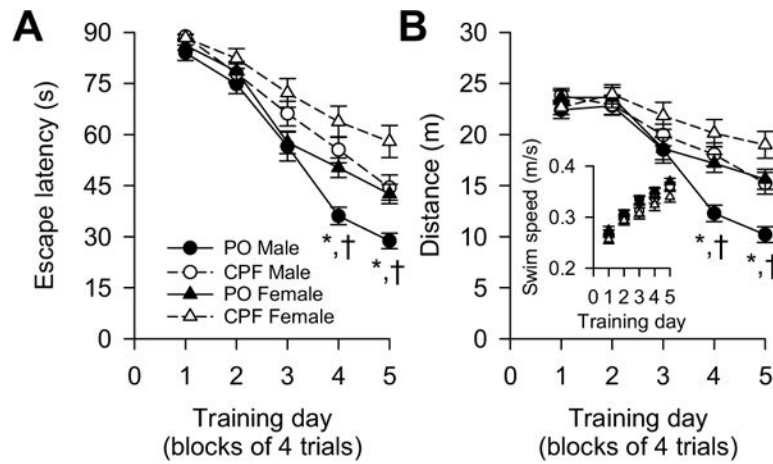 A
Escape latency (s)
90
75
60
45
30
15
0
PO Male
CPF Male
PO Female
CPF Female
*,†
*,†
0 1 2 3 4 5
Training day
(blocks of 4 trials)
B
Distance (m)
30
25
20
15
10
5
0
Swim speed (m/s)
0.4
0.3
0.2
0 1 2 3 4 5
Training day
*,†
*,†
0 1 2 3 4 5
Training day
(blocks of 4 trials)